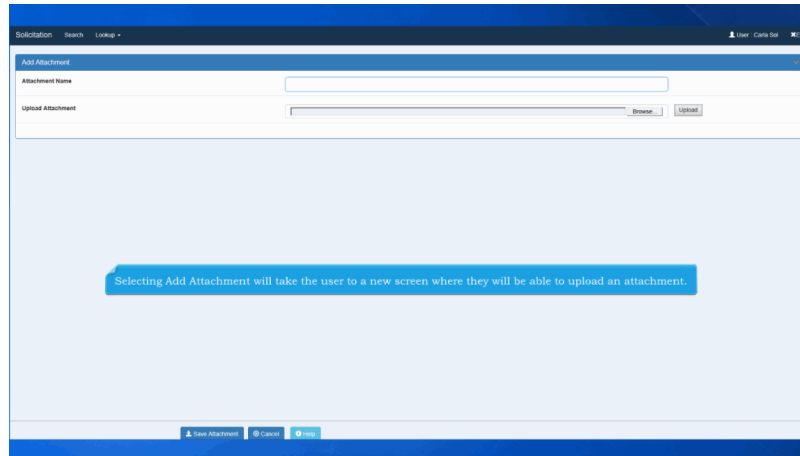 Solicitation Search Lookup User : Carla Sol
Add Attachment
Attachment Name
Upload Attachment Browse... Upload
Selecting Add Attachment will take the user to a new screen where they will be able to upload an attachment.
Save Attachment Cancel Help